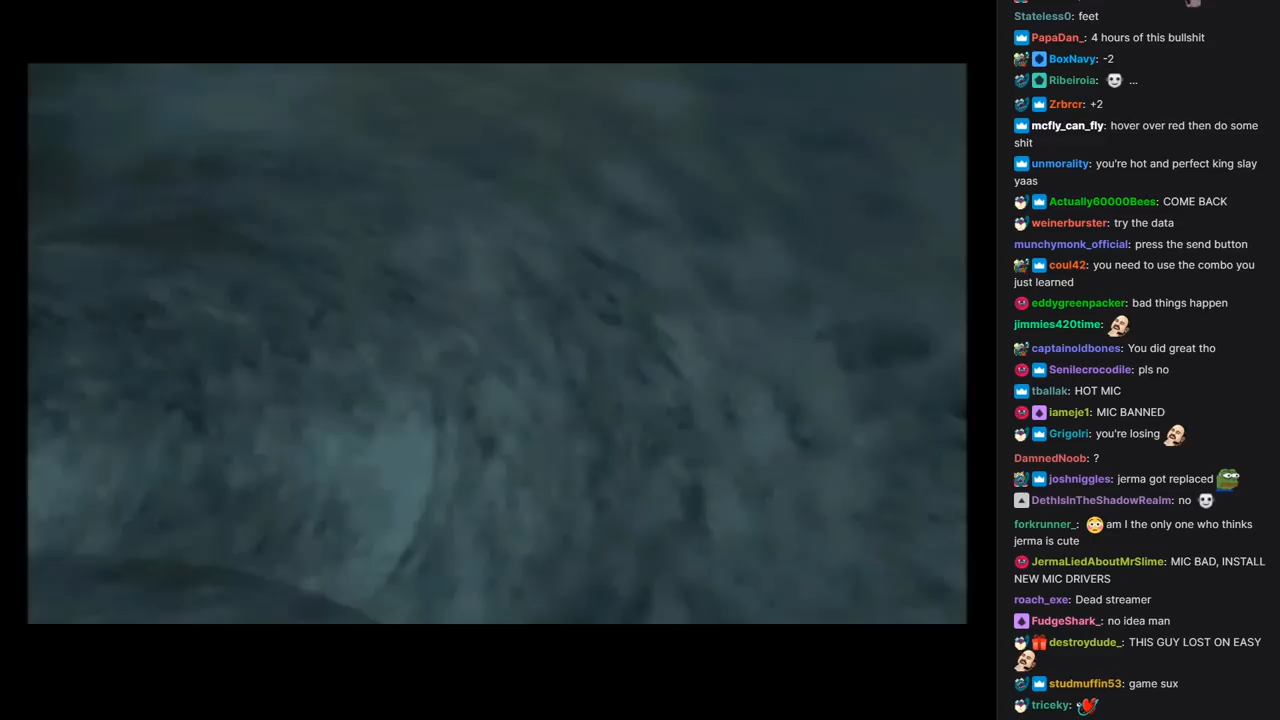 Stateless0: feet
PapaDan_: 4 hours of this bullshit
BoxNavy: -2
Ribeiroia: ...
Zrbrcr: +2
mcfly_can_fly: hover over red then do some
shit
unmorality: you're hot and perfect king slay
yaas
Actually60000Bees: COME BACK
weinerburster: try the data
munchymonk_official: press the send button
coul42: you need to use the combo you
just learned
eddygreenpacker: bad things happen
jimmies420time:
captainoldbones: You did great tho
Senilecrocodile: pls no
tballak: HOT MIC
iameje1: MIC BANNED
Grigolri: you're losing
DamnedNoob: ?
joshniggles: jerma got replaced
DethIsInTheShadowRealm: no
forkrunner_: am I the only one who thinks
jerma is cute
JermaLiedAboutMrSlime: MIC BAD, INSTALL
NEW MIC DRIVERS
roach_exe: Dead streamer
FudgeShark_: no idea man
destroydude_: THIS GUY LOST ON EASY
studmuffin53: game sux
triceky: